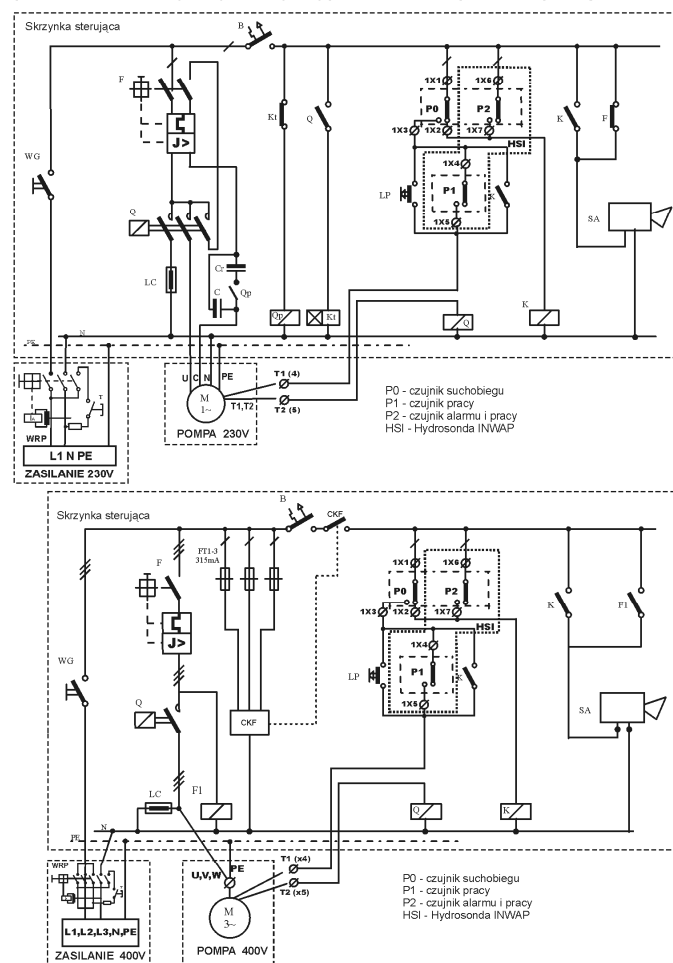 Skrzynka sterująca
B
F
J>
WG
Q
LC
Kt
Q
Cr
C
Qp
Qp
Kt
1X1
1X6
P0
P2
1X3
1X2
1X7
HSI
1X4
LP
P1
K
1X5
K
F
SA
Q
K
PE
N
T
WRP
L1 N PE
ZASILANIE 230V
U C N PE
M
1~
T1,T2
POMPA 230V
T1 (4)
T2 (5)
P0 - czujnik suchobiegu
P1 - czujnik pracy
P2 - czujnik alarmu i pracy
HSI - Hydrosonda INWAP
Skrzynka sterująca
B
CKF
F
FT1-3
315mA
J>
WG
Q
CKF
LC
F1
1X1
1X6
P0
P2
1X3
1X2
1X7
HSI
1X4
LP
P1
K
1X5
K
F1
SA
Q
K
N
PE
WRP
T
L1,L2,L3,N,PE
ZASILANIE 400V
U,V,W
PE
M
3~
POMPA 400V
T1 (x4)
T2 (x5)
P0 - czujnik suchobiegu
P1 - czujnik pracy
P2 - czujnik alarmu i pracy
HSI - Hydrosonda INWAP